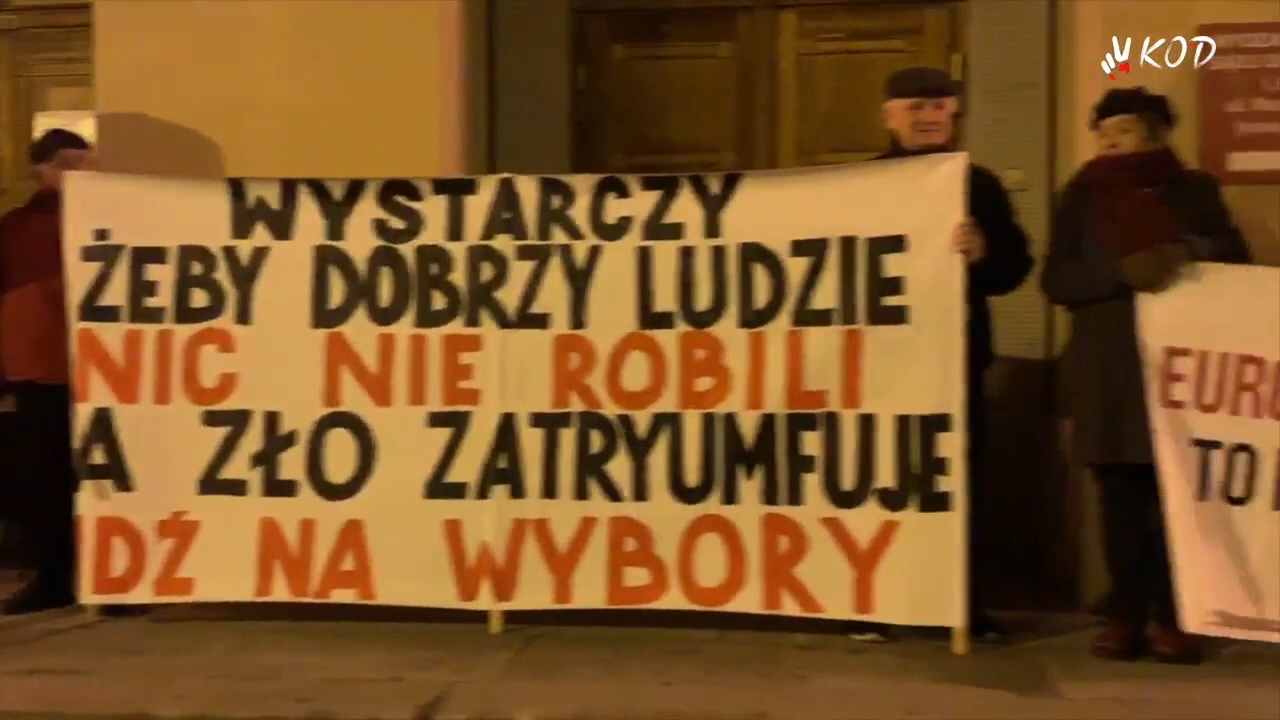 KOD
WYSTARCZY
ŻEBY DOBRZY LUDZIE
NIC NIE ROBILI
A ZŁO ZATRYUMFUJE
IDŹ NA WYBORY
EUR
TO